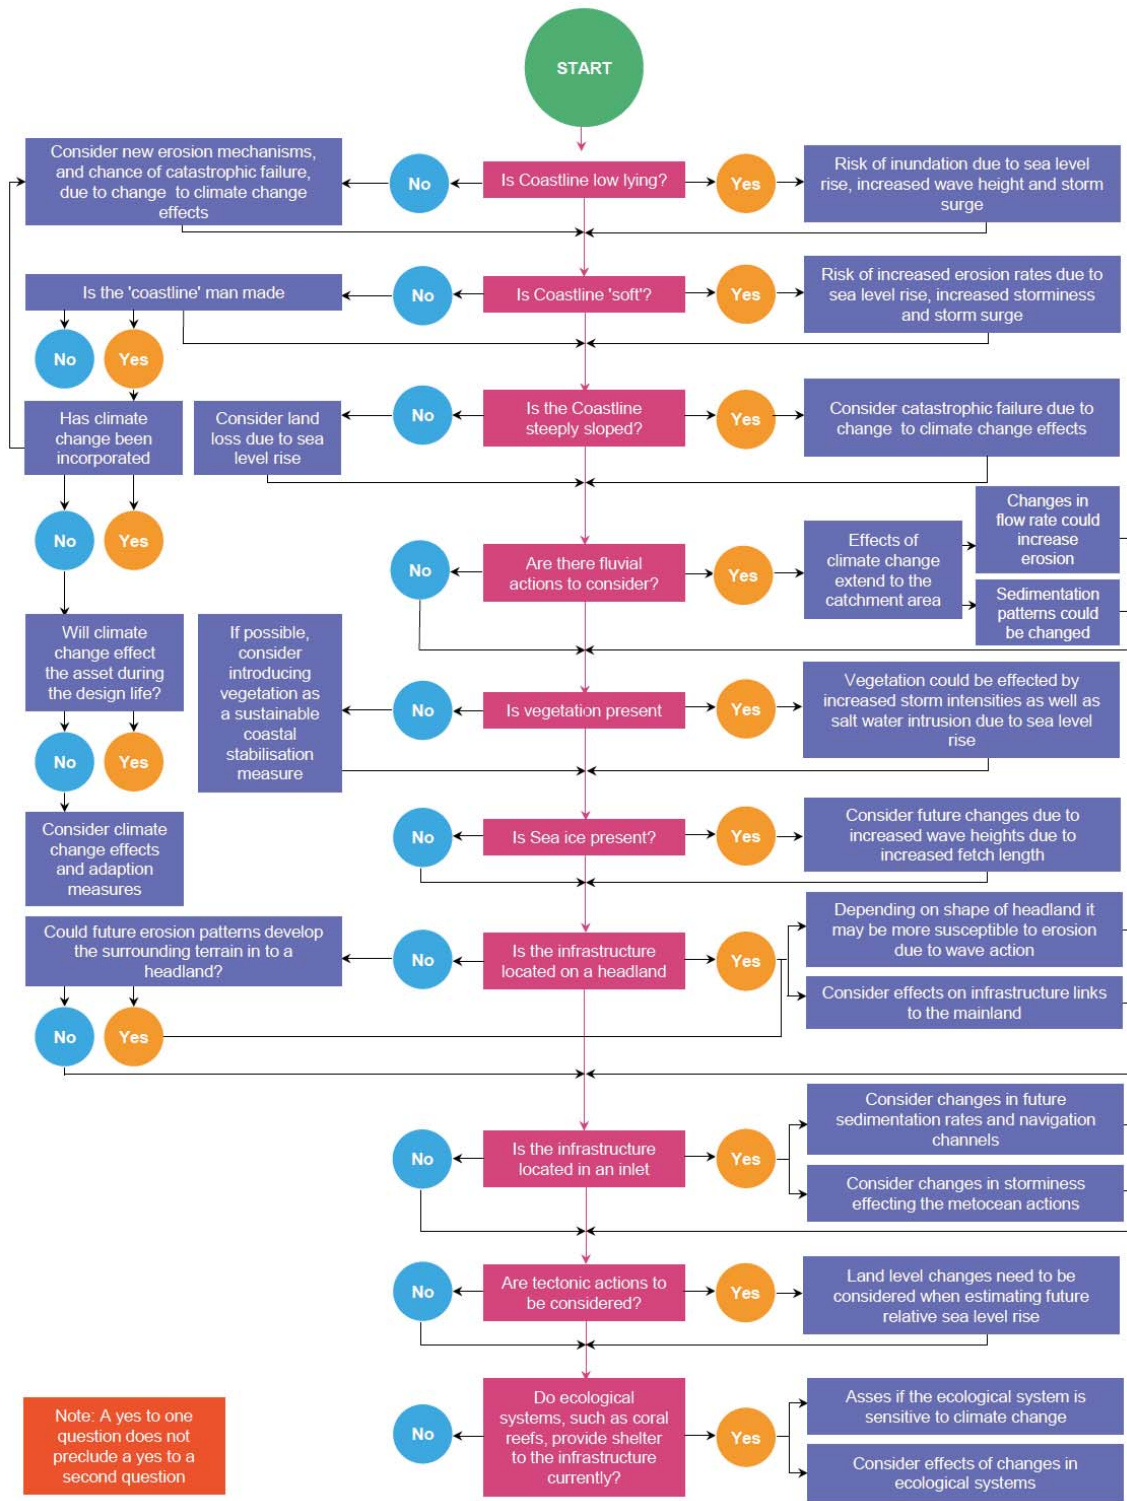 START
Consider new erosion mechanisms,
and chance of catastrophic failure,
due to change to climate change
effects
No
Is Coastline low lying?
Yes
Risk of inundation due to sea level
rise, increased wave height and storm
surge
Is the 'coastline' man made
No
Is Coastline 'soft'?
Yes
Risk of increased erosion rates due to
sea level rise, increased storminess
and storm surge
No
Yes
Has climate
change been
incorporated
Consider land
loss due to sea
level rise
No
Is the Coastline
steeply sloped?
Yes
Consider catastrophic failure due to
change to climate change effects
No
Yes
No
Are there fluvial
actions to consider?
Yes
Effects of
climate change
extend to the
catchment area
Changes in
flow rate could
increase
erosion
Sedimentation
patterns could
be changed
Will climate
change effect
the asset during
the design life?
If possible,
consider
introducing
vegetation as
a sustainable
coastal
stabilisation
measure
No
Is vegetation present
Yes
Vegetation could be effected by
increased storm intensities as well as
salt water intrusion due to sea level
rise
No
Yes
Consider climate
change effects
and adaption
measures
No
Is Sea ice present?
Yes
Consider future changes due to
increased wave heights due to
increased fetch length
Could future erosion patterns develop
the surrounding terrain in to a
headland?
No
Is the infrastructure
located on a headland
Yes
Depending on shape of headland it
may be more susceptible to erosion
due to wave action
Consider effects on infrastructure links
to the mainland
No
Yes
No
Is the infrastructure
located in an inlet
Yes
Consider changes in future
sedimentation rates and navigation
channels
Consider changes in storminess
effecting the metocean actions
No
Are tectonic actions to
be considered?
Yes
Land level changes need to be
considered when estimating future
relative sea level rise
Note: A yes to one
question does not
preclude a yes to a
second question
No
Do ecological
systems, such as coral
reefs, provide shelter
to the infrastructure
currently?
Yes
Asses if the ecological system is
sensitive to climate change
Consider effects of changes in
ecological systems